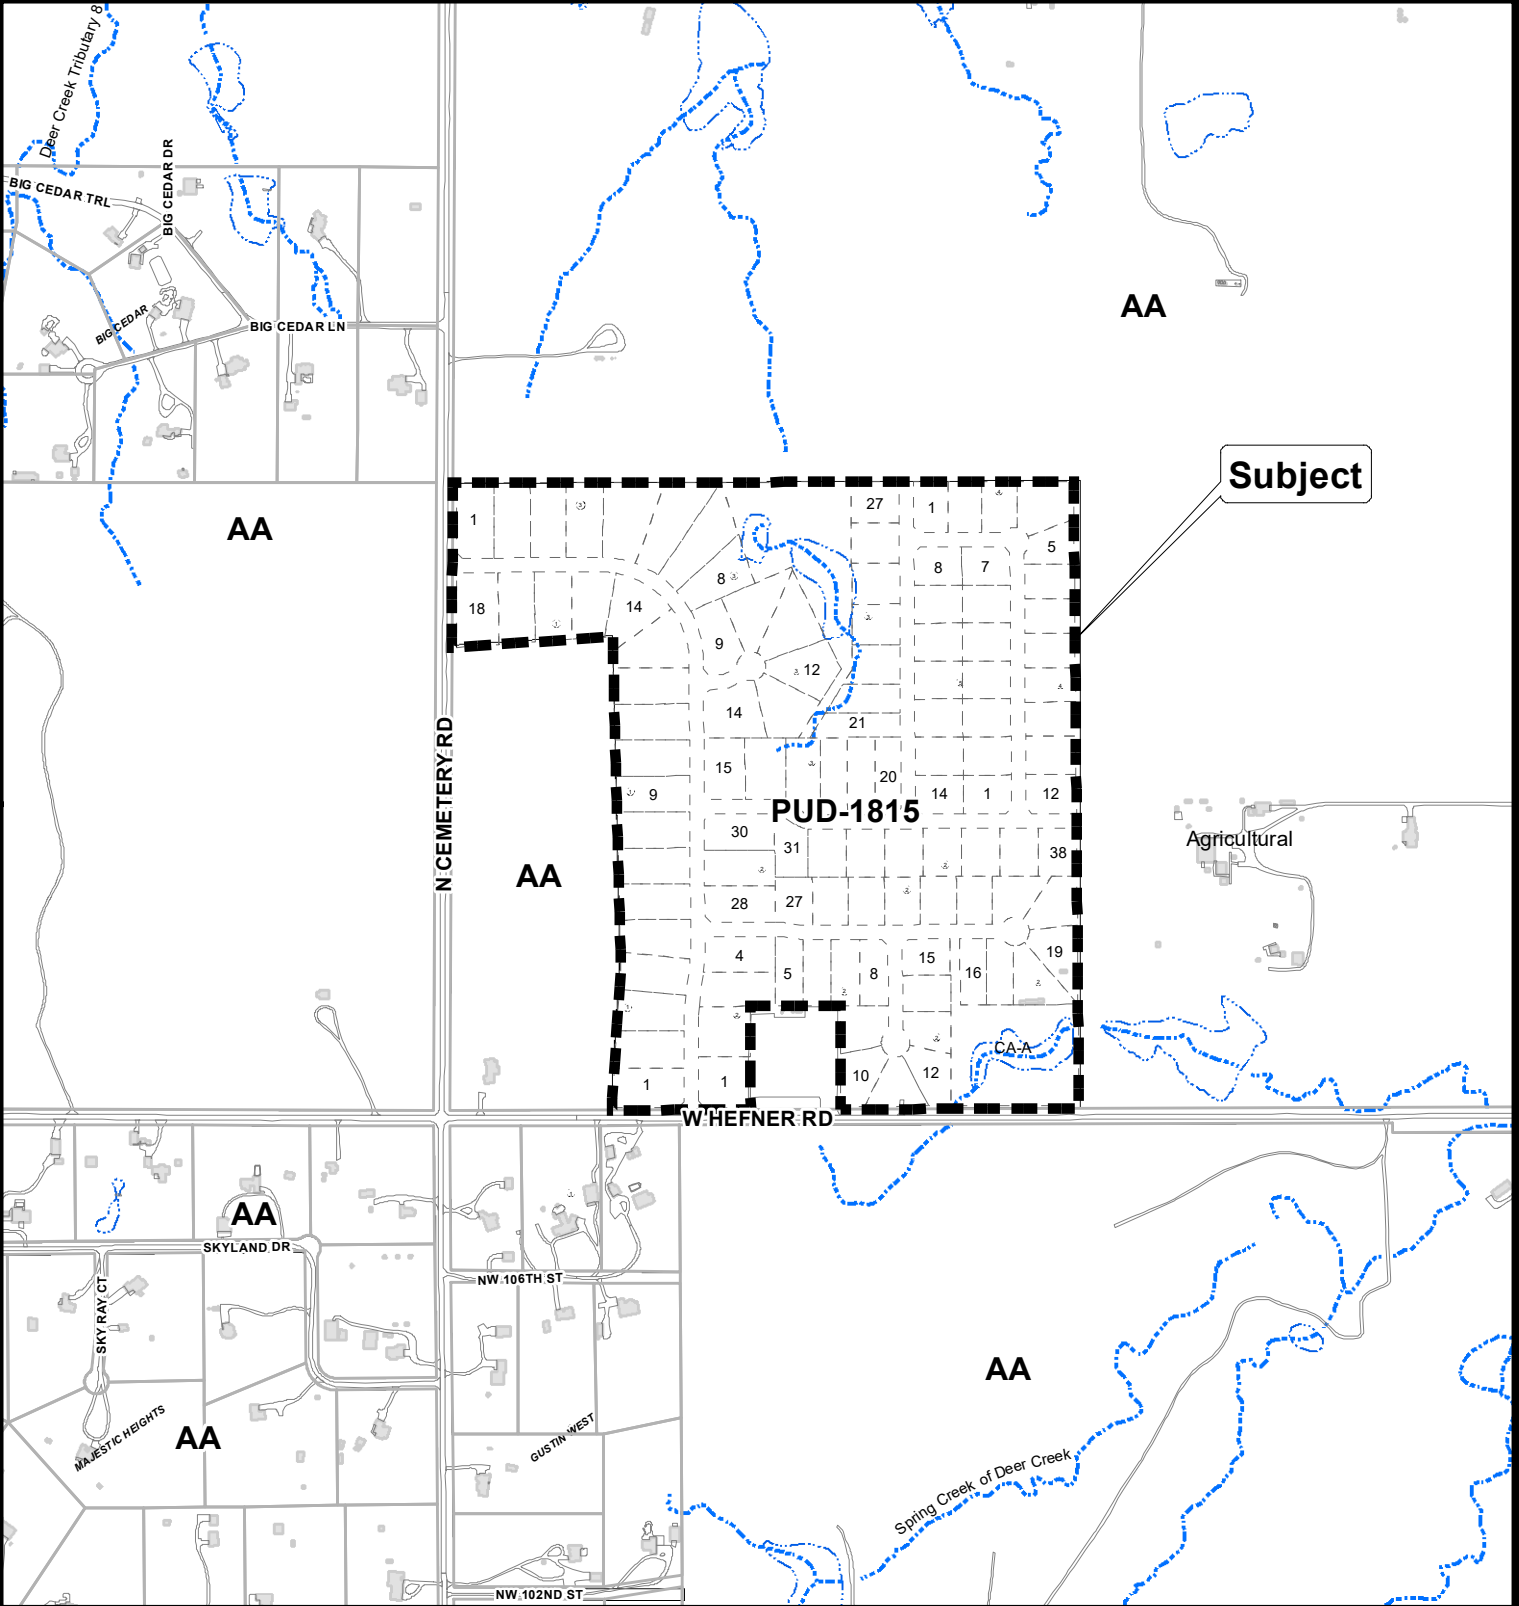 Deer Creek Tributary 8
BIG CEDAR TRL
BIG CEDAR DR
BIG CEDAR
BIG CEDAR LN
AA
AA
Subject
1
27
1
5
8
8
7
18
14
9
12
14
21
15
20
14
1
12
9
PUD-1815
N CEMETERY RD
AA
30
31
38
Agricultural
28
27
4
5
8
15
16
19
CA-A
1
1
10
12
W HEFNER RD
AA
SKYLAND DR
SKY RAY CT
NW 106TH ST
AA
MAJESTIC HEIGHTS
AA
GUSTIN WEST
Spring Creek of Deer Creek
NW 102ND ST